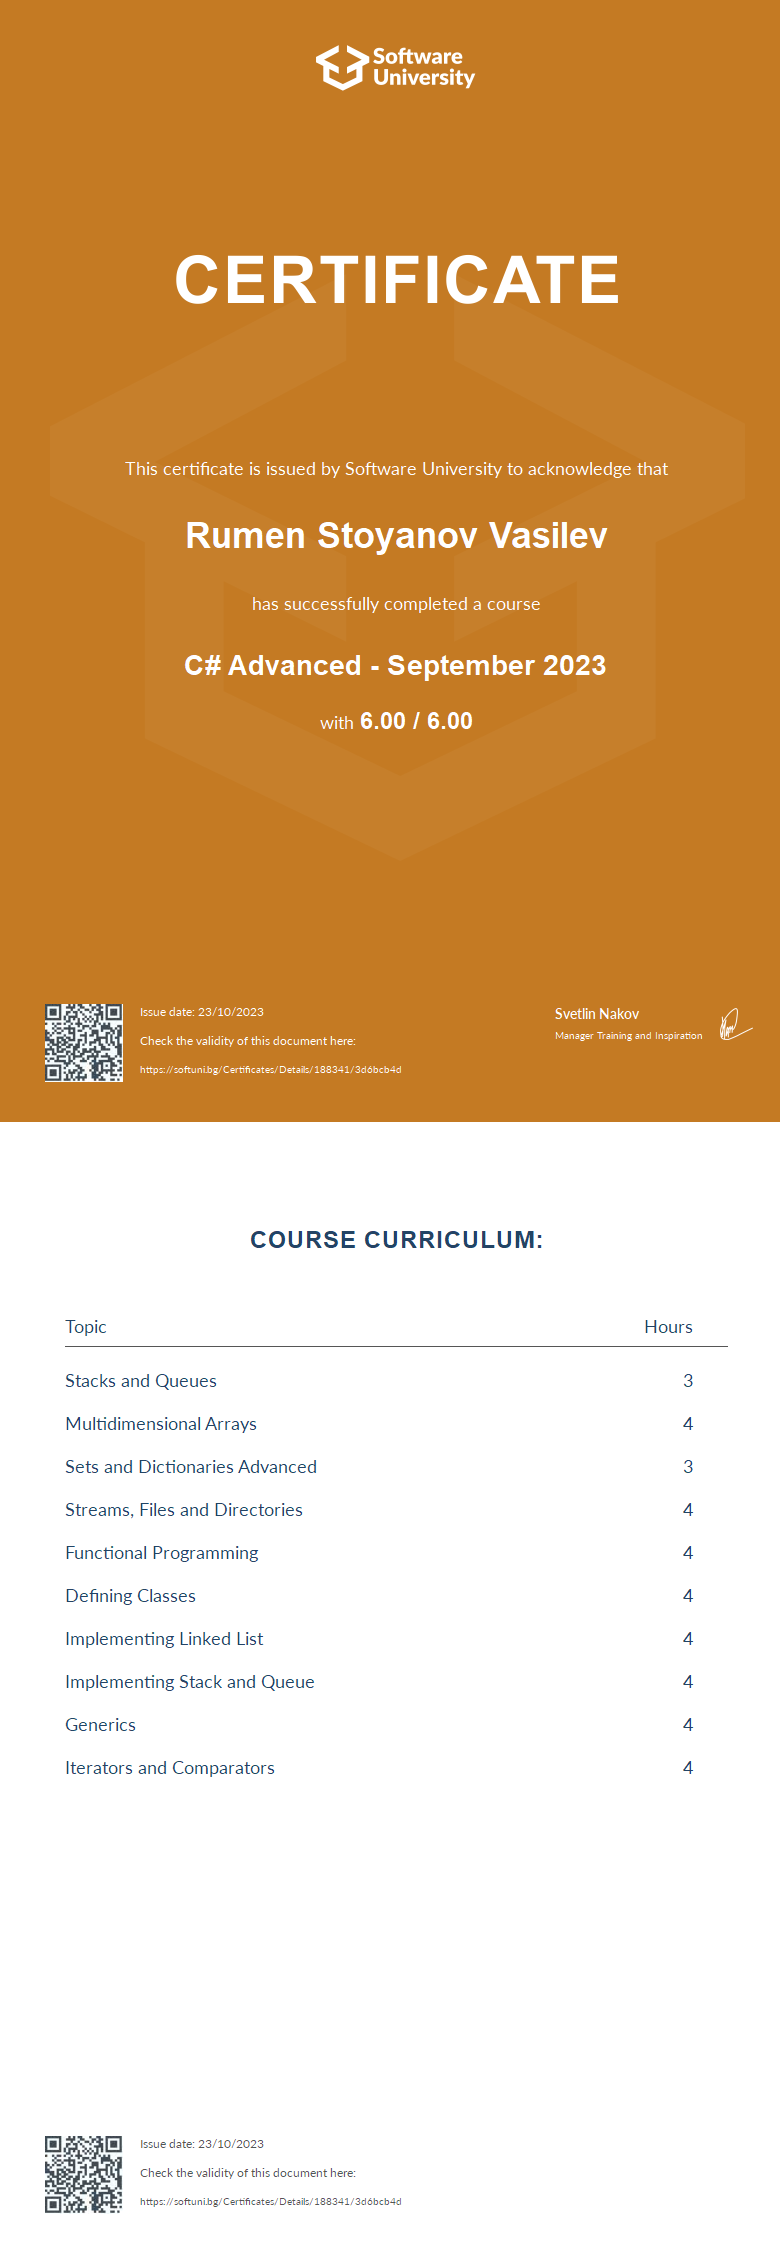 Software
University
CERTIFICATE
This certificate is issued by Software University to acknowledge that
Rumen Stoyanov Vasilev
has successfully completed a course
C# Advanced - September 2023
with 6.00 / 6.00
Issue date: 23/10/2023
Check the validity of this document here:
https://softuni.bg/Certificates/Details/188341/3d6bcb4d
Svetlin Nakov
Manager Training and Inspiration
COURSE CURRICULUM:
Topic Hours
Stacks and Queues 3
Multidimensional Arrays 4
Sets and Dictionaries Advanced 3
Streams, Files and Directories 4
Functional Programming 4
Defining Classes 4
Implementing Linked List 4
Implementing Stack and Queue 4
Generics 4
Iterators and Comparators 4
Issue date: 23/10/2023
Check the validity of this document here:
https://softuni.bg/Certificates/Details/188341/3d6bcb4d